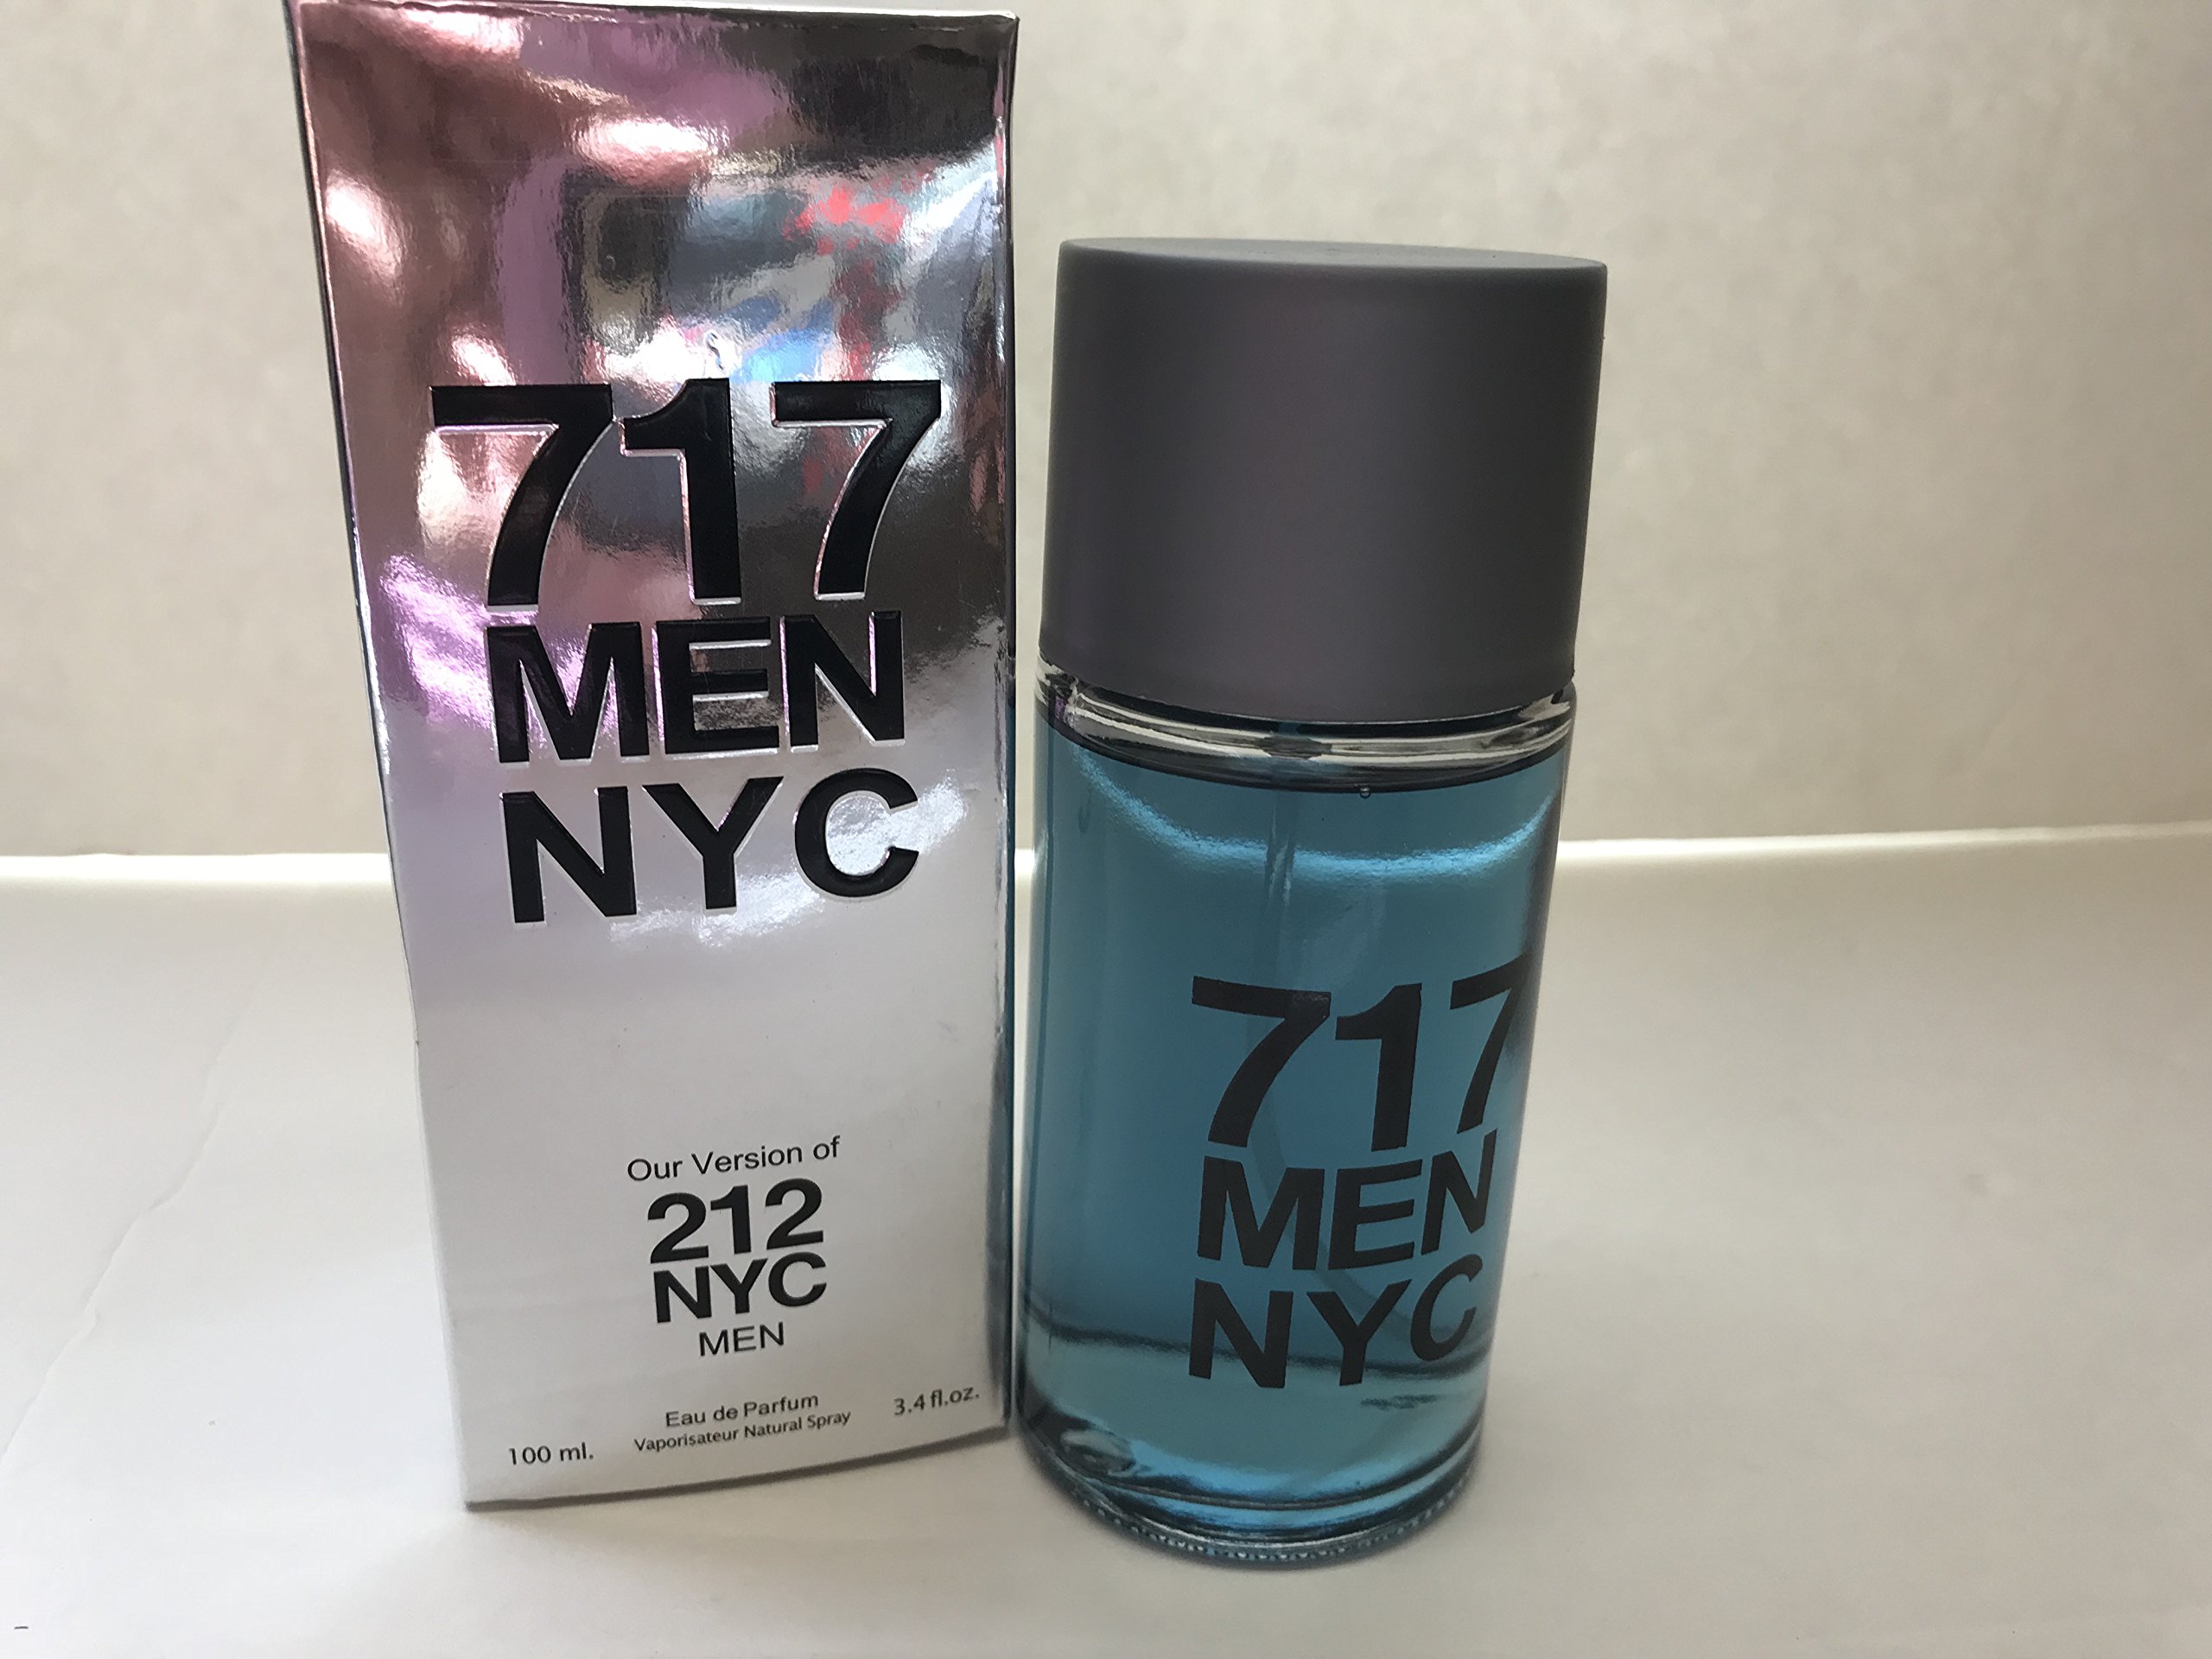 717
MEN
NYC
Our Version of
212
NYC
MEN
Eau de Parfum
Vaporisateur Natural Spray
100 ml.
3.4 fl.oz.
717
MEN
NYC